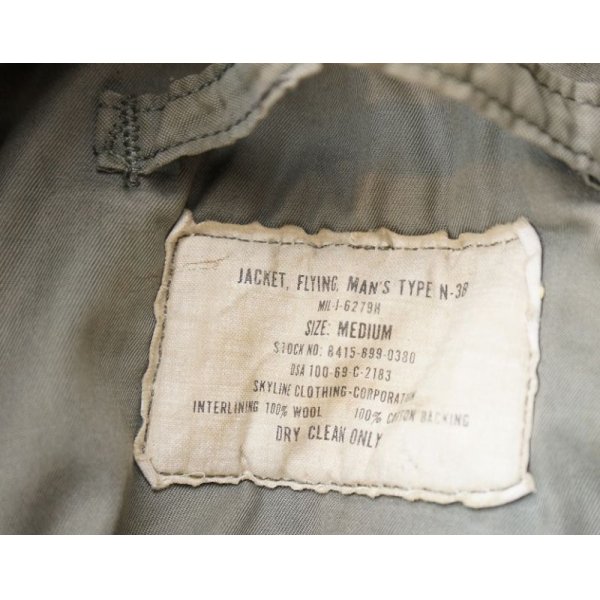 JACKET, FLYING, MAN'S TYPE N-3B
MIL-J-6279H
SIZE: MEDIUM
STOCK NO: 8415-899-0380
DSA 100-69-C-2183
SKYLINE CLOTHING-CORPORATION
INTERLINING 100% WOOL 100% COTTON BACKING
DRY CLEAN ONLY